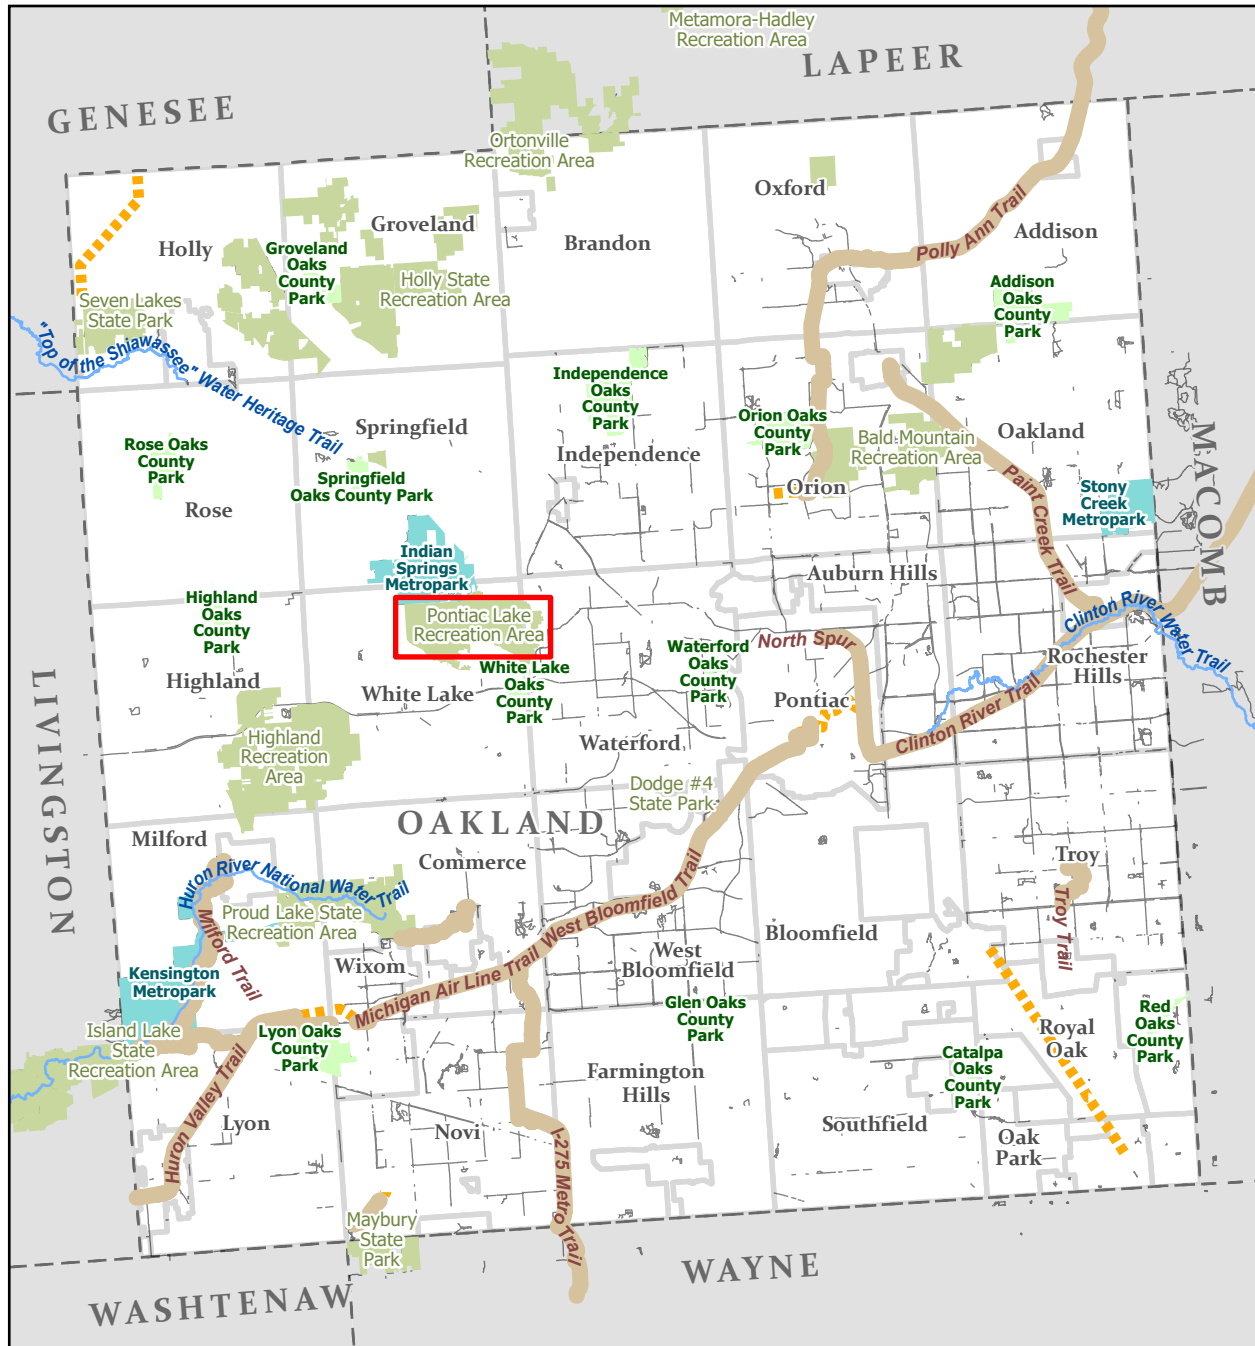 Metamora-Hadley
Recreation Area
LAPEER
GENESEE
Ortonville
Recreation Area
Oxford
Groveland
Holly
Brandon
Addison
Polly Ann Trail
Groveland
Oaks
County
Park
Holly State
Recreation Area
Addison
Oaks
County
Park
Seven Lakes
State Park
"Top of the Shiawassee" Water Heritage Trail
Independence
Oaks
County
Park
Springfield
Orion Oaks
County
Park
Bald Mountain
Recreation Area
Oakland
MACOMB
Rose Oaks
County
Park
Independence
Springfield
Oaks County Park
Orion
Paint Creek Trail
Stony
Creek
Metropark
Rose
Indian
Springs
Metropark
Auburn Hills
Highland
Oaks
County
Park
Pontiac Lake
Recreation Area
Clinton River Water Trail
North Spur
Waterford
Oaks
County
Park
Rochester
Hills
White Lake
Oaks
County
Park
Highland
White Lake
Pontiac
LIVINGSTON
Clinton River Trail
Highland
Recreation
Area
Waterford
Dodge #4
State Park
OAKLAND
Milford
Commerce
Troy
Huron River National Water Trail
Milford Trail
Proud Lake State
Recreation Area
West Bloomfield Trail
Troy Trail
Bloomfield
West
Bloomfield
Wixom
Kensington
Metropark
Michigan Air Line Trail
Glen Oaks
County
Park
Red
Oaks
County
Park
Island Lake
State
Recreation Area
Lyon Oaks
County
Park
Royal
Oak
Catalpa
Oaks
County
Park
Farmington
Hills
Huron Valley Trail
Lyon
Novi
Southfield
Oak
Park
I-275 Metro Trail
Maybury
State
Park
WAYNE
WASHTENAW